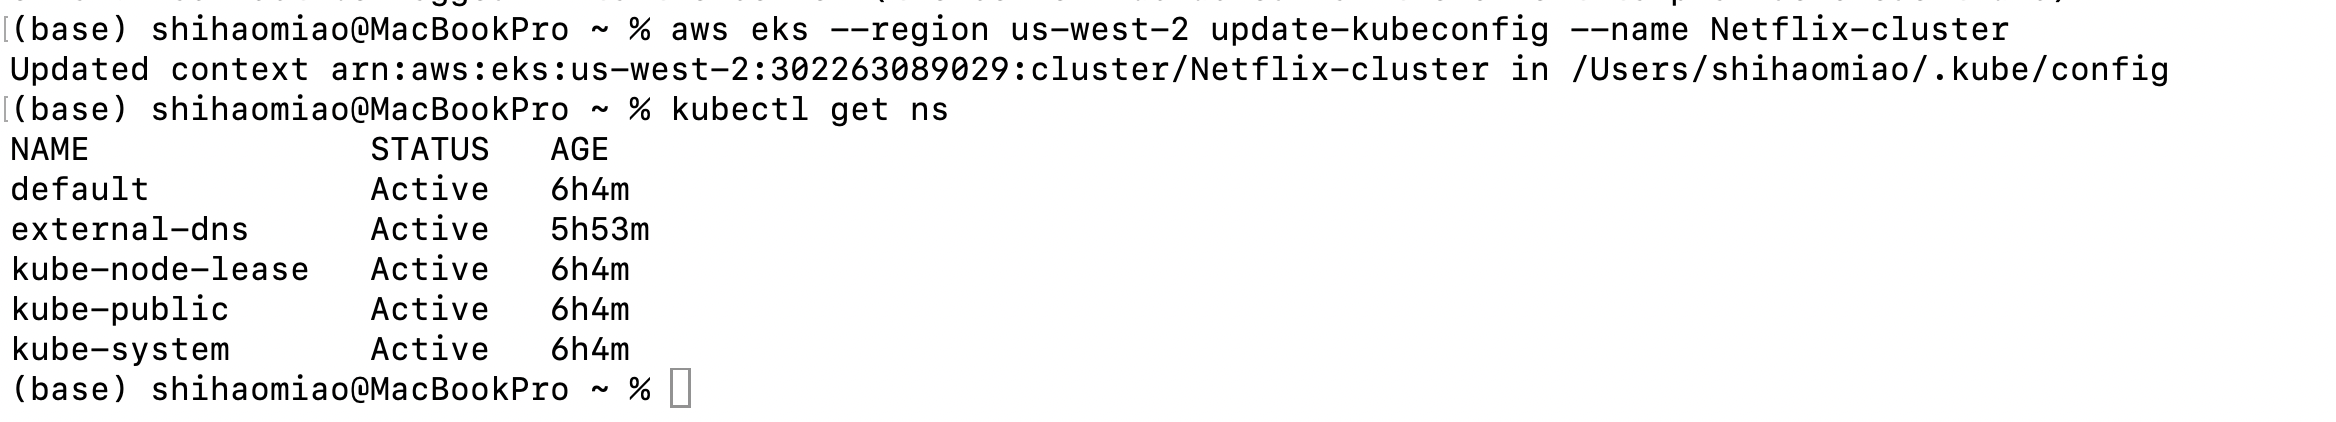 (base) shihaomiao@MacBookPro ~ % aws eks --region us-west-2 update-kubeconfig --name Netflix-cluster
Updated context arn:aws:eks:us-west-2:302263089029:cluster/Netflix-cluster in /Users/shihaomiao/.kube/config
(base) shihaomiao@MacBookPro ~ % kubectl get ns
NAME              STATUS   AGE
default           Active   6h4m
external-dns      Active   5h53m
kube-node-lease   Active   6h4m
kube-public       Active   6h4m
kube-system       Active   6h4m
(base) shihaomiao@MacBookPro ~ %